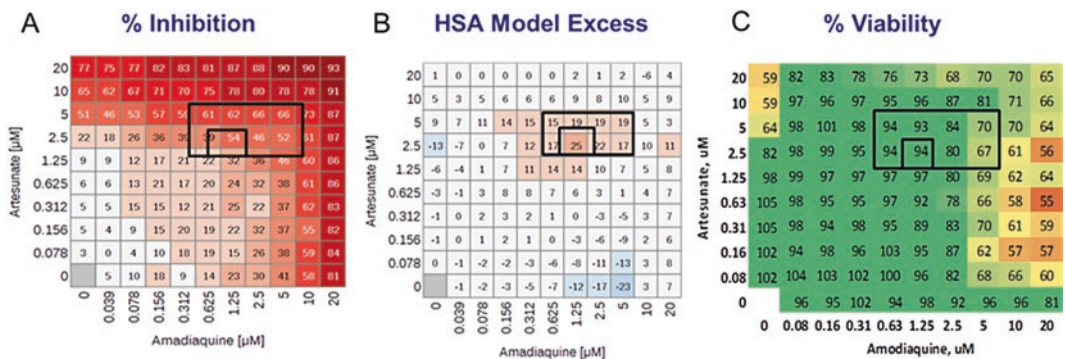 A
% Inhibition
Artesunate [µM]
20 77 75 77 82 83 81 87 88 90 90 93
10 65 62 67 71 70 75 78 80 78 78 91
5 51 46 53 57 59 61 62 66 66 73 87
2.5 22 18 26 36 39 39 54 46 52 61 87
1.25 9 9 12 17 21 22 32 36 46 60 86
0.625 7 9 11 21 17 20 24 32 38 61 86
0.312 3 5 15 15 12 21 25 22 37 62 83
0.156 5 4 9 15 20 20 19 32 37 55 82
0.078 3 0 4 10 18 19 15 26 38 59 84
0 5 10 18 9 14 23 30 41 58 81
0 0.039 0.078 0.156 0.312 0.625 1.25 2.5 5 10 20
Amadiaquine [µM]
B
HSA Model Excess
Artesunate [µM]
20 1 0 0 0 0 0 2 1 2 -6 4
10 5 3 6 5 6 6 9 8 10 5 9
5 4 5 7 14 15 15 19 19 19 5 3
2.5 -13 -7 0 7 12 17 25 22 17 10 11
1.25 -6 -4 1 7 11 14 14 10 7 5 8
0.625 -3 1 3 5 8 7 6 3 1 4 7
0.312 0 1 2 0 1 3 2 -3 -5 3 7
0.156 -1 2 1 0 1 -3 -6 -9 2 6
0.078 0 -1 -2 -2 -3 -2 -8 -11 -13 3 3
0 -1 -2 -5 -7 -7 -12 -17 -23 3 7
0 0.039 0.078 0.156 0.312 0.625 1.25 2.5 5 10 20
Amadiaquine [µM]
C
% Viability
Artesunate, uM
20 59 82 83 78 76 73 68 70 70 65
10 59 97 96 97 95 96 87 81 71 66
5 64 98 101 98 94 93 84 70 70 64
2.5 82 98 99 95 94 94 80 67 61 56
1.25 98 99 97 97 97 97 80 69 62 64
0.63 105 98 95 98 97 92 78 66 58 55
0.31 105 98 94 98 98 95 89 70 61 59
0.16 102 94 98 96 103 95 87 62 57 57
0.08 102 104 103 102 100 96 82 68 66 60
0 96 95 102 94 98 92 96 96 81
0 0.08 0.16 0.31 0.63 1.25 2.5 5 10 20
Amodiaquine, uM